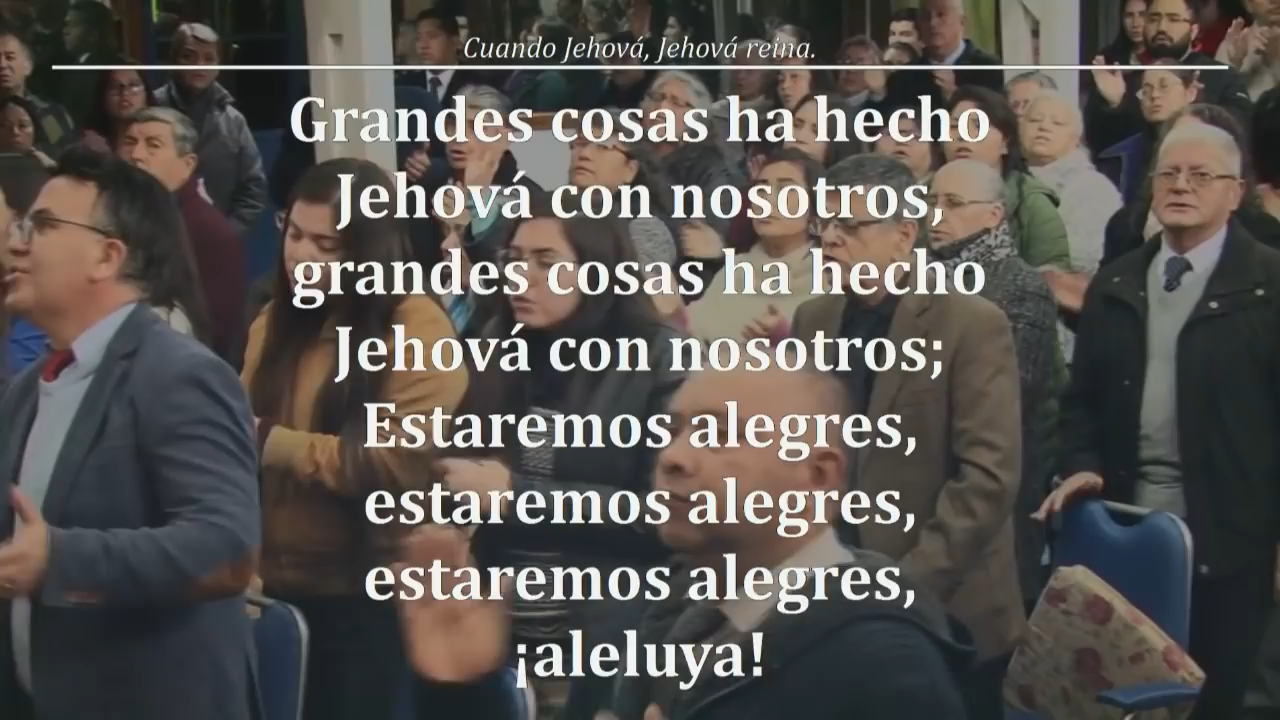 Cuando Jehová, Jehová reina.
Grandes cosas ha hecho
Jehová con nosotros,
grandes cosas ha hecho
Jehová con nosotros;
Estaremos alegres,
estaremos alegres,
estaremos alegres,
¡aleluya!